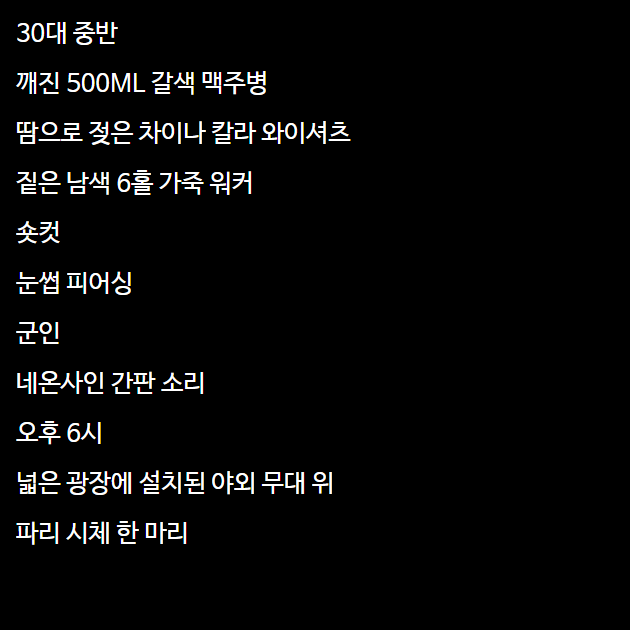 30대 중반
깨진 500ML 갈색 맥주병
땀으로 젖은 차이나 칼라 와이셔츠
짙은 남색 6홀 가죽 워커
숏컷
눈썹 피어싱
군인
네온사인 간판 소리
오후 6시
넓은 광장에 설치된 야외 무대 위
파리 시체 한 마리